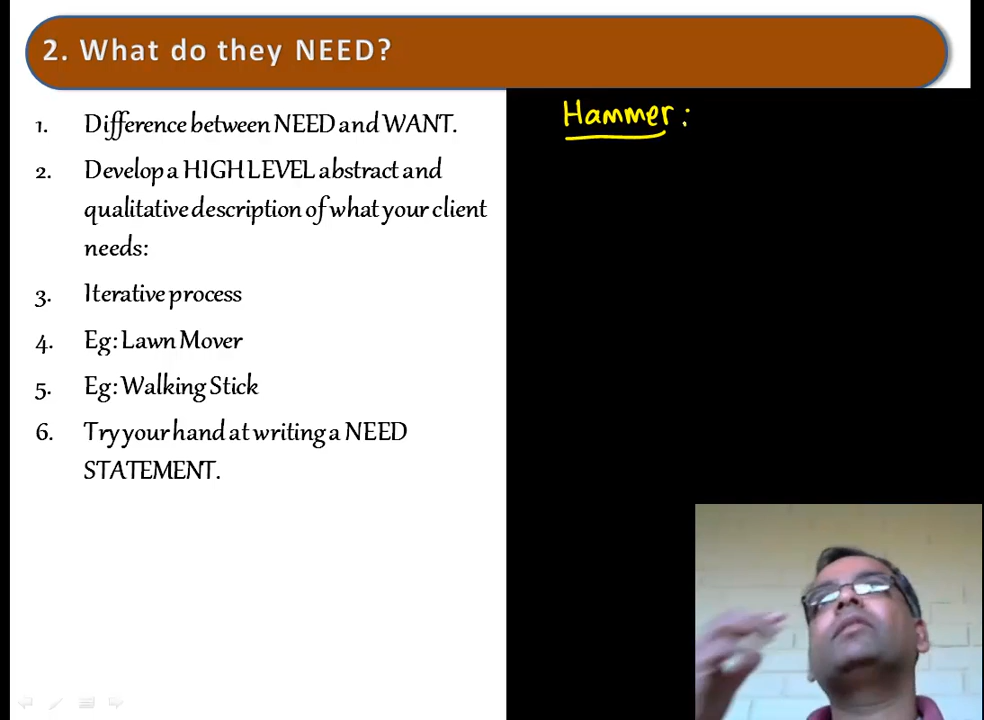 2. What do they NEED?
1. Difference between NEED and WANT.
2. Develop a HIGH LEVEL abstract and
qualitative description of what your client
needs:
3. Iterative process
4. Eg: Lawn Mover
5. Eg: Walking Stick
6. Try your hand at writing a NEED
STATEMENT.
Hammer: